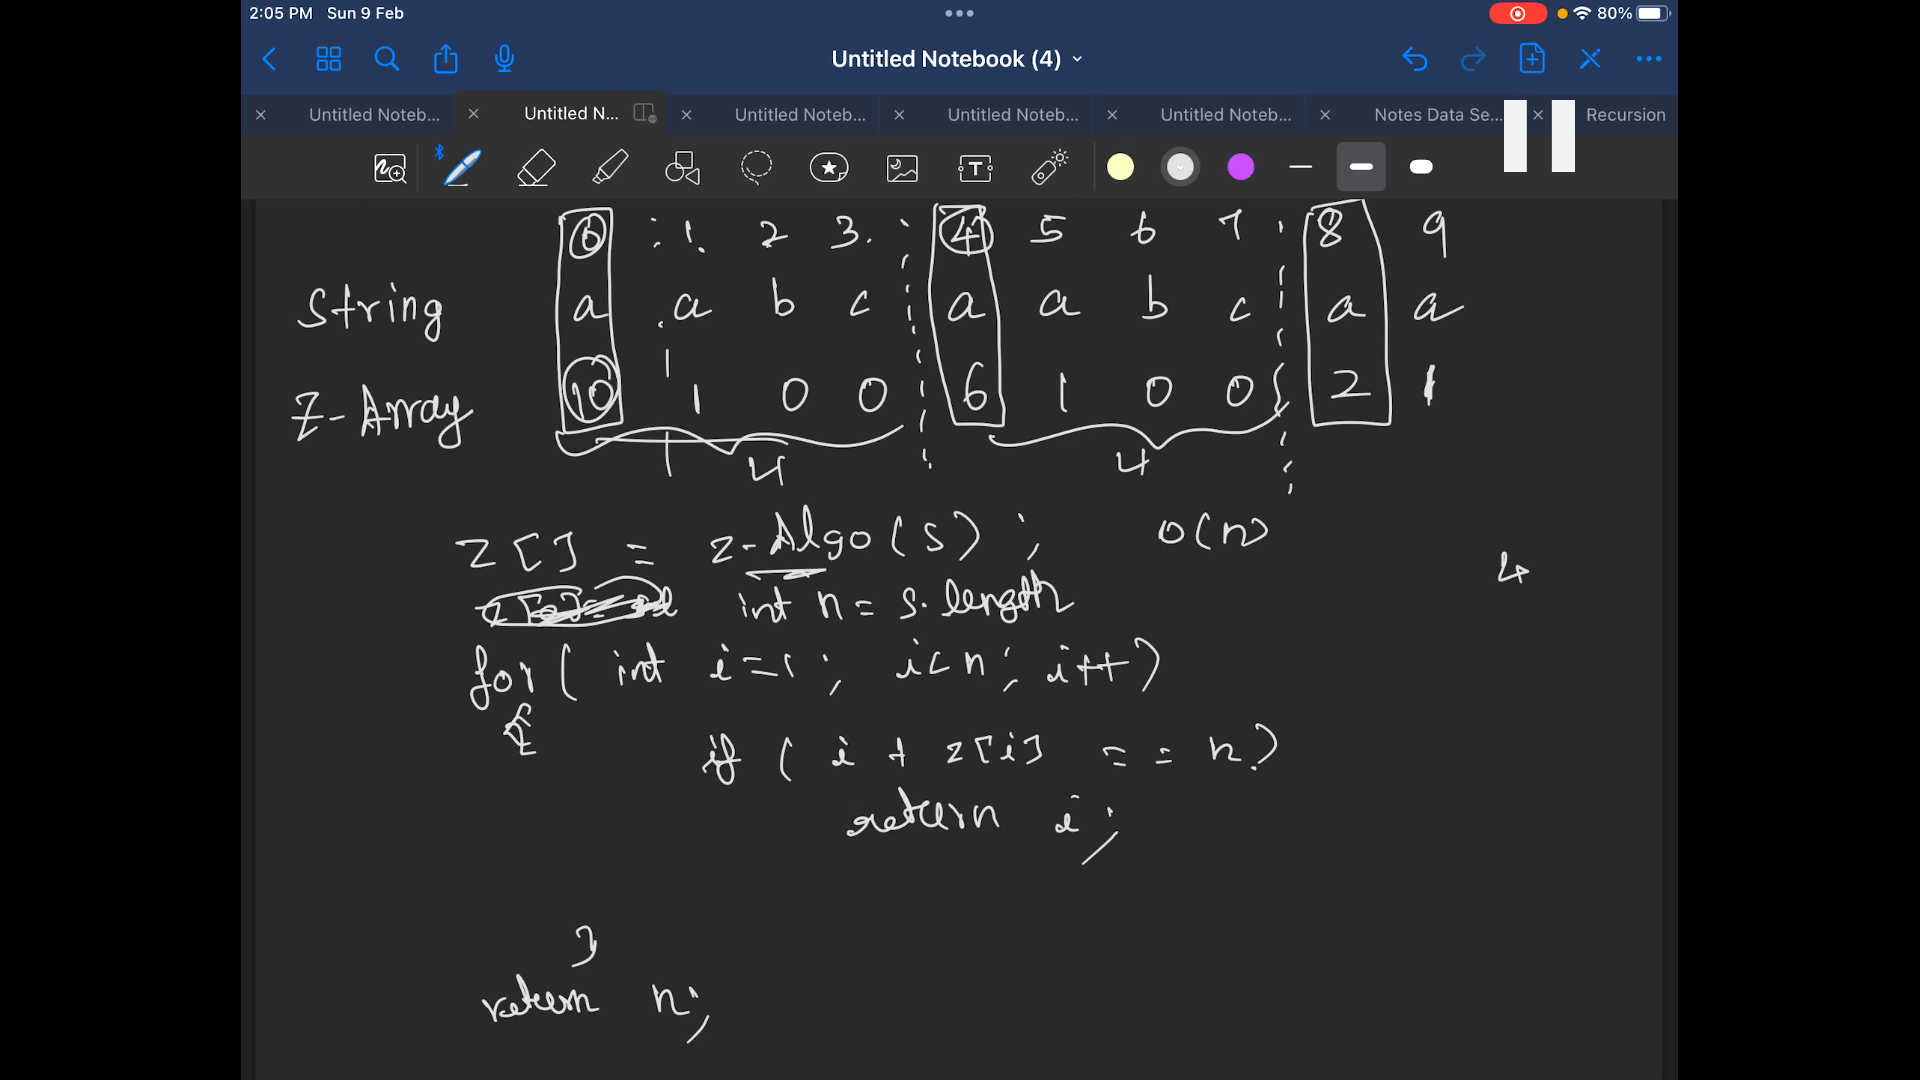 2:05 PM Sun 9 Feb 80%
Untitled Notebook (4)
Untitled Noteb... Untitled N... Untitled Noteb... Untitled Noteb... Untitled Noteb... Notes Data Se... Recursion
0 1 2 3 4 5 6 7 8 9
String a a b c a a b c a a
Z-Array 10 1 0 0 6 1 0 0 2 1
4 4
Z[] = Z-Algo(S); O(n)
4
int n = S.length
for( int i=1; i<n; i++)
{
if ( i + z[i] == n)
return i;
}
return n;